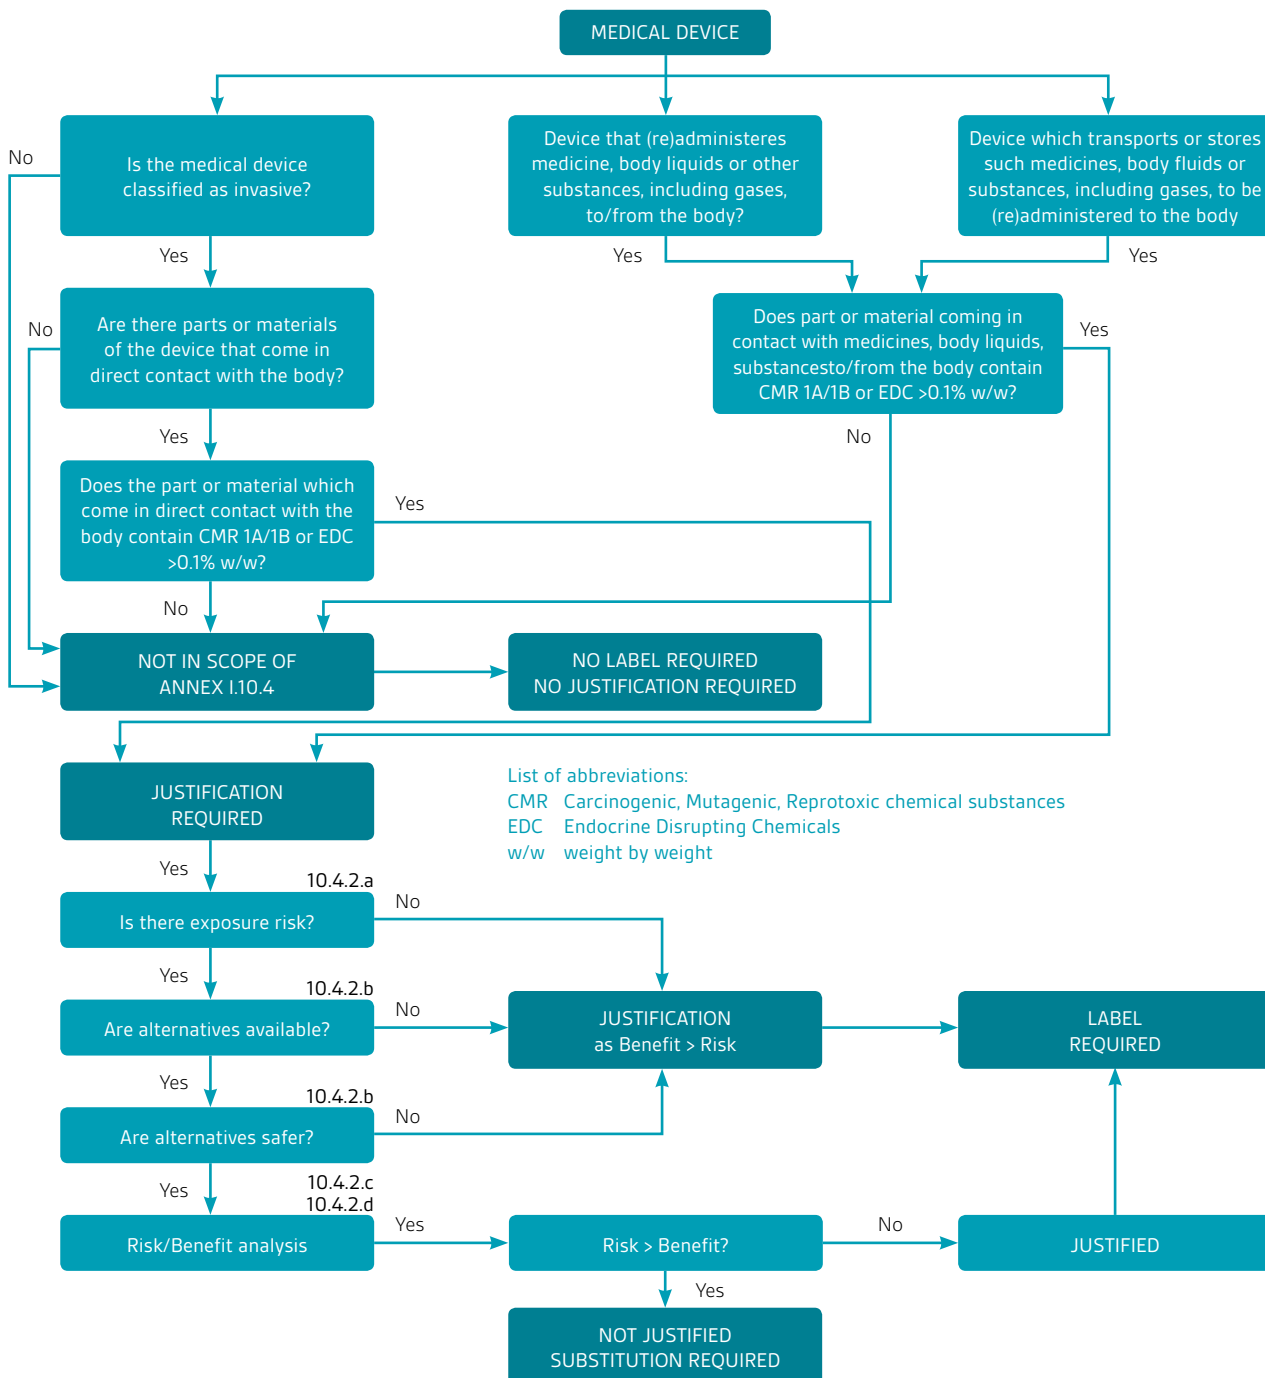 MEDICAL DEVICE
No
Is the medical device
classified as invasive?
Device that (re)administeres
medicine, body liquids or other
substances, including gases,
to/from the body?
Device which transports or stores
such medicines, body fluids or
substances, including gases, to be
(re)administered to the body
Yes
Yes
Yes
No
Are there parts or materials
of the device that come in
direct contact with the body?
Does part or material coming in
contact with medicines, body liquids,
substancesto/from the body contain
CMR 1A/1B or EDC >0.1% w/w?
Yes
Yes
No
Does the part or material which
come in direct contact with the
body contain CMR 1A/1B or EDC
>0.1% w/w?
Yes
No
NOT IN SCOPE OF
ANNEX I.10.4
NO LABEL REQUIRED
NO JUSTIFICATION REQUIRED
JUSTIFICATION
REQUIRED
List of abbreviations:
CMR Carcinogenic, Mutagenic, Reprotoxic chemical substances
EDC Endocrine Disrupting Chemicals
w/w weight by weight
Yes
10.4.2.a
No
Is there exposure risk?
Yes
10.4.2.b
No
Are alternatives available?
JUSTIFICATION
as Benefit > Risk
LABEL
REQUIRED
Yes
10.4.2.b
No
Are alternatives safer?
Yes
10.4.2.c
10.4.2.d
Yes
Risk/Benefit analysis
Risk > Benefit?
No
JUSTIFIED
Yes
NOT JUSTIFIED
SUBSTITUTION REQUIRED